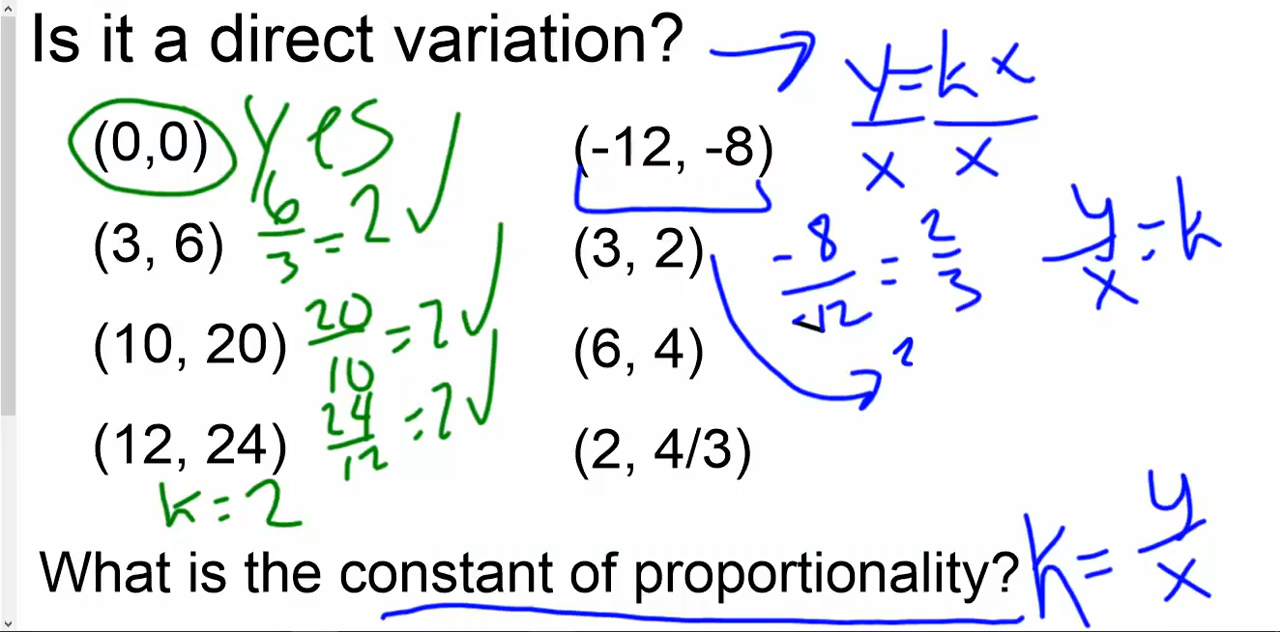 Is it a direct variation? → y = kx
x x
(0,0) Yes ✓
(3, 6) 6/3 = 2
(10, 20) 20/10 = 2 ✓
(12, 24) 24/12 = 2 ✓
k = 2
(-12, -8)
(3, 2) -8/-12 = 2/3
y/x = k
(6, 4) 2
(2, 4/3)
What is the constant of proportionality? k = y/x